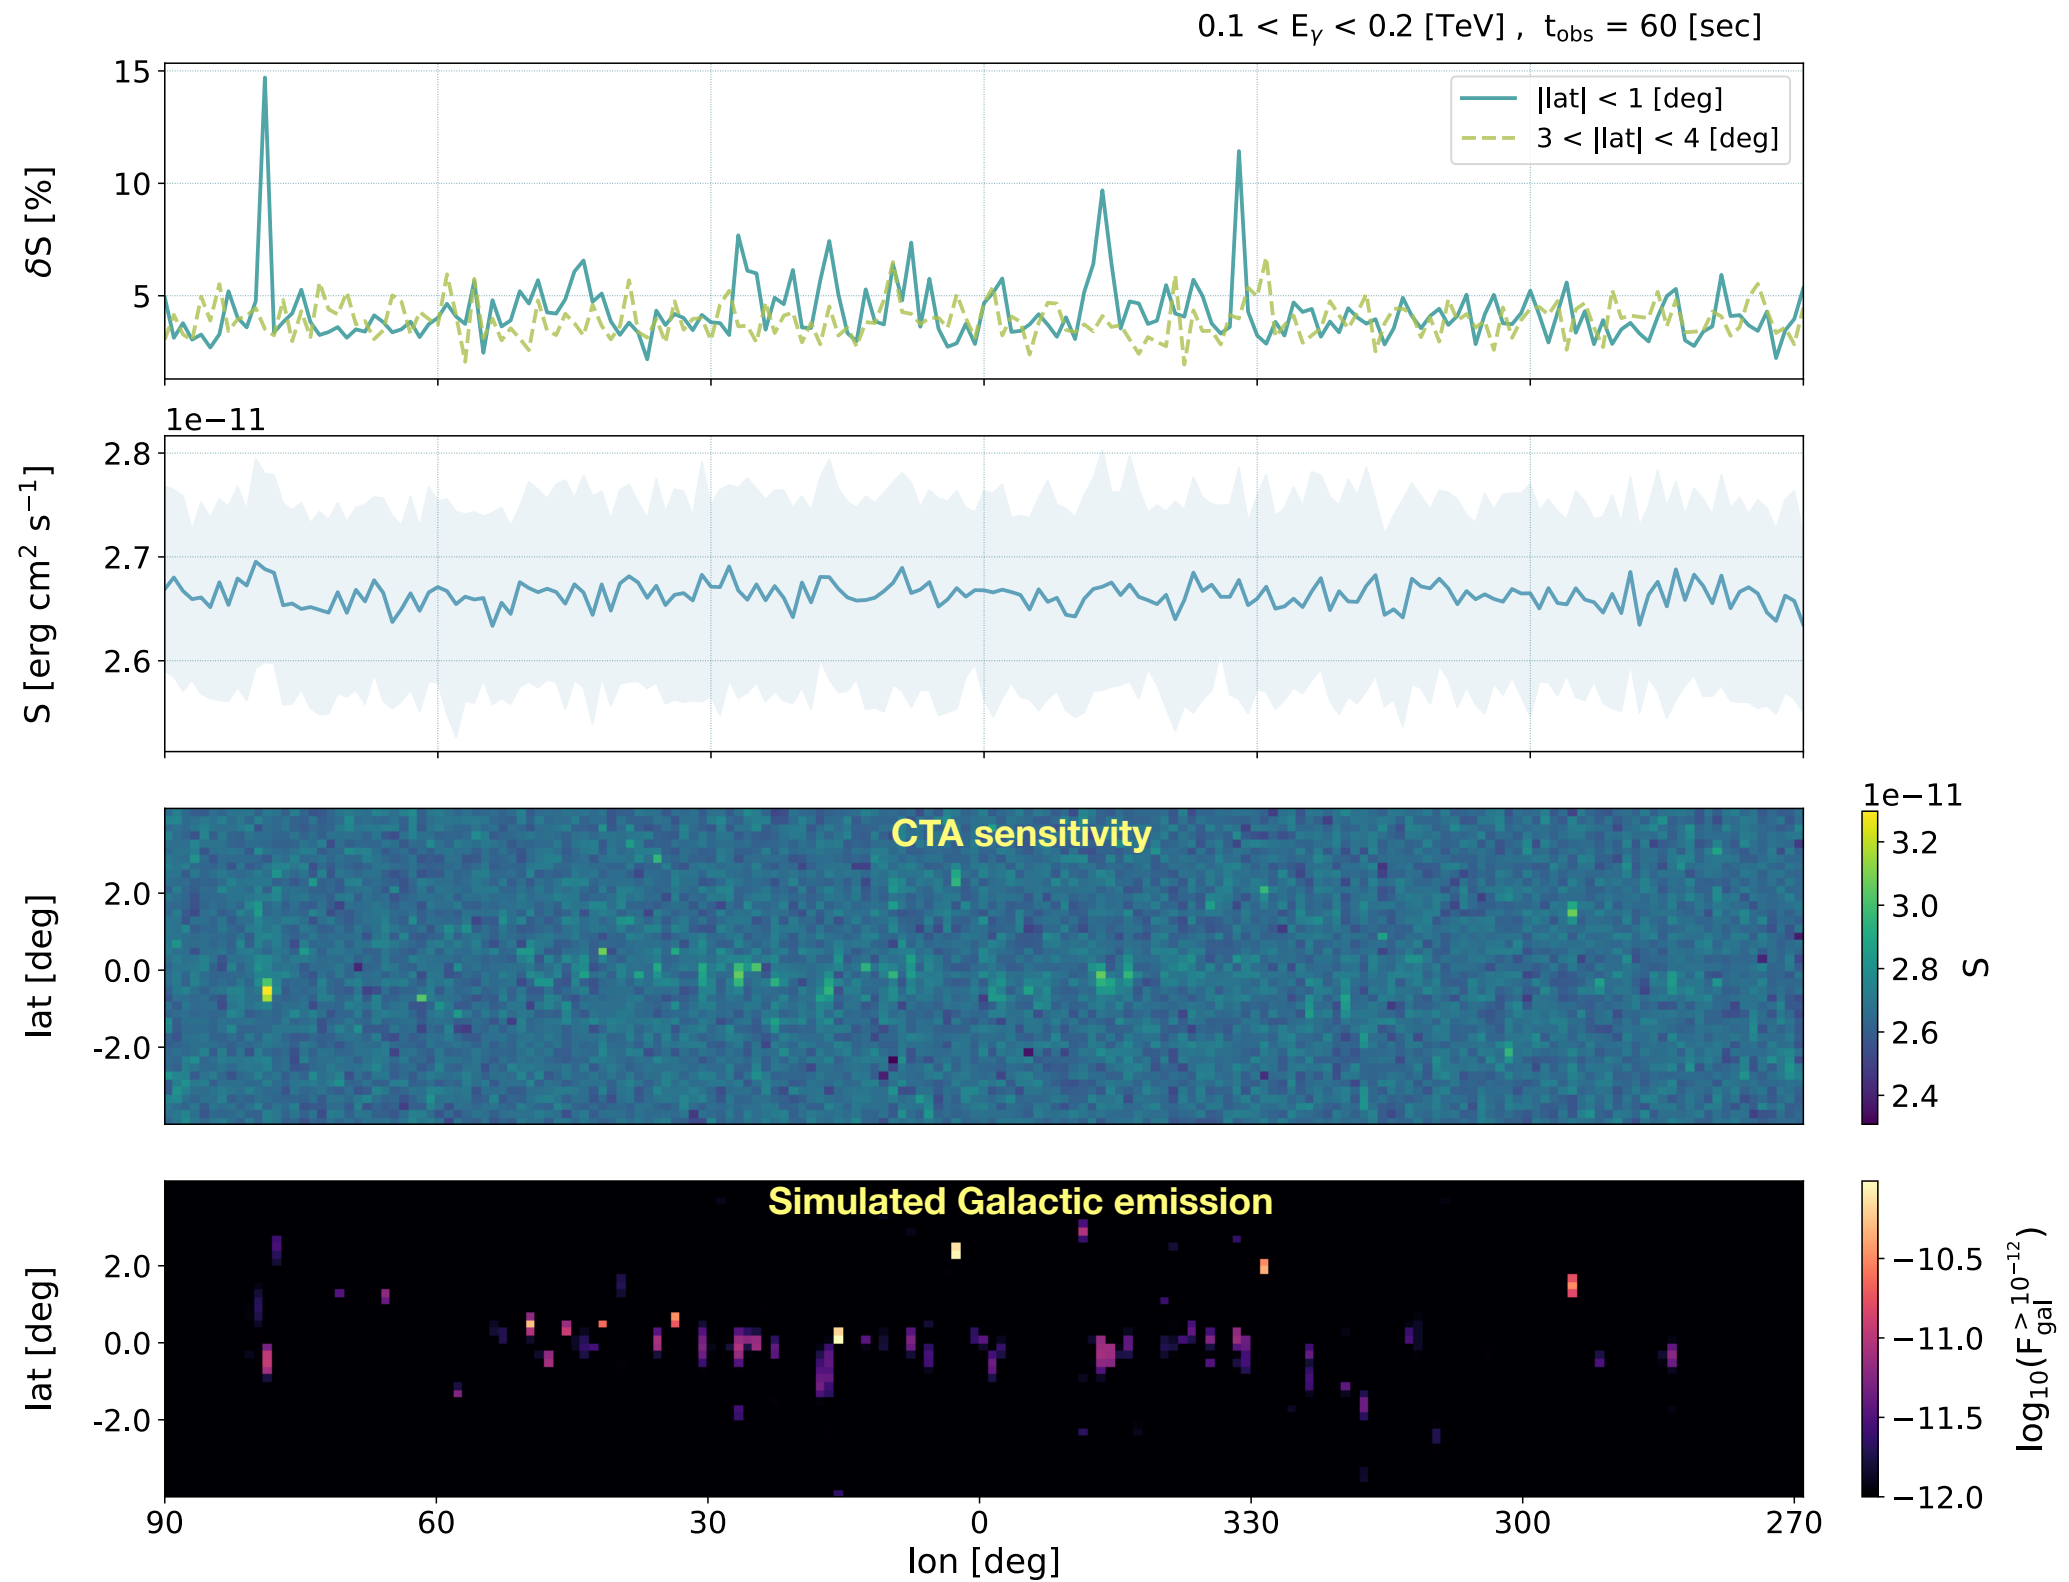 0.1 < Eγ < 0.2 [TeV] , tobs = 60 [sec]
15
10
5
δS [%]
|lat| < 1 [deg]
3 < |lat| < 4 [deg]
1e−11
2.8
2.7
2.6
S [erg cm² s⁻¹]
CTA sensitivity
2.0
0.0
-2.0
lat [deg]
1e−11
3.2
3.0
2.8
2.6
2.4
S
Simulated Galactic emission
2.0
0.0
-2.0
lat [deg]
−10.5
−11.0
−11.5
−12.0
log₁₀(F_gal^{>10⁻¹²})
90 60 30 0 330 300 270
lon [deg]